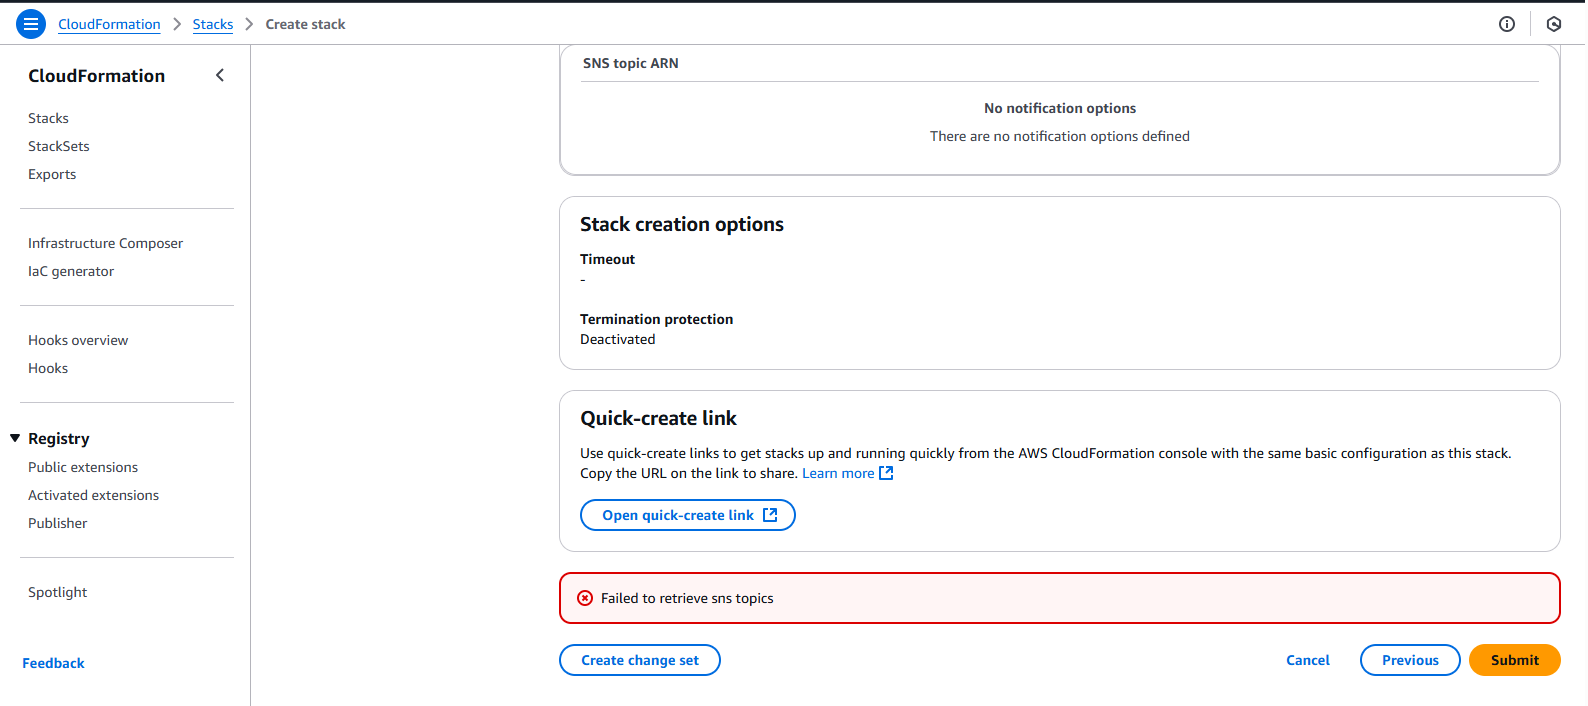 CloudFormation
Stacks
Create stack
CloudFormation
Stacks
StackSets
Exports
Infrastructure Composer
IaC generator
Hooks overview
Hooks
Registry
Public extensions
Activated extensions
Publisher
Spotlight
Feedback
SNS topic ARN
No notification options
There are no notification options defined
Stack creation options
Timeout
-
Termination protection
Deactivated
Quick-create link
Use quick-create links to get stacks up and running quickly from the AWS CloudFormation console with the same basic configuration as this stack.
Copy the URL on the link to share. Learn more
Open quick-create link
Failed to retrieve sns topics
Create change set
Cancel
Previous
Submit